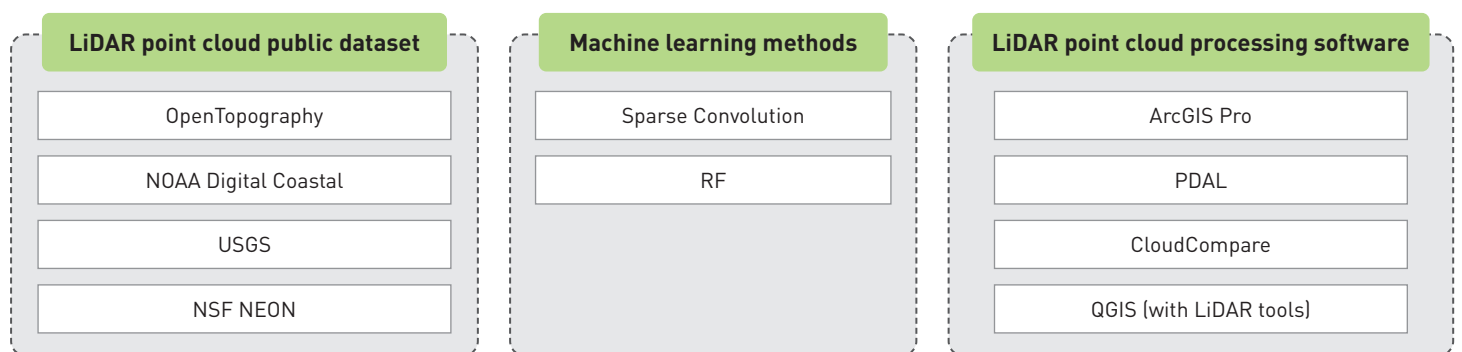 LiDAR point cloud public dataset
OpenTopography
NOAA Digital Coastal
USGS
NSF NEON
Machine learning methods
Sparse Convolution
RF
LiDAR point cloud processing software
ArcGIS Pro
PDAL
CloudCompare
QGIS (with LiDAR tools)